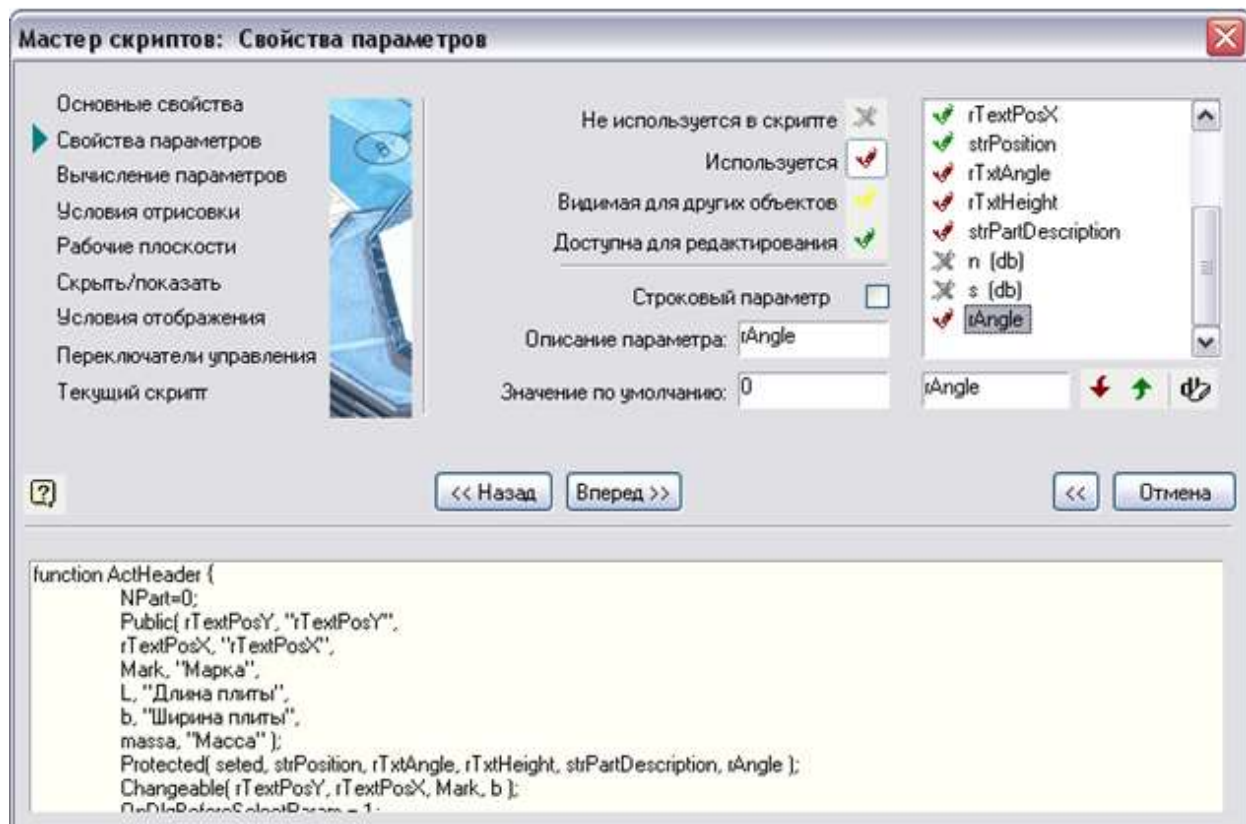 Мастер скриптов: Свойства параметров
Основные свойства
Свойства параметров
Вычисление параметров
Условия отрисовки
Рабочие плоскости
Скрыть/показать
Условия отображения
Переключатели управления
Текущий скрипт
Не используется в скрипте
Используется
Видимая для других объектов
Доступна для редактирования
Строковый параметр
Описание параметра: rAngle
Значение по умолчанию: 0
rTextPosX
strPosition
rTxtAngle
rTxtHeight
strPartDescription
n (db)
s (db)
rAngle
rAngle
<< Назад
Вперед >>
<<
Отмена
function ActHeader {
NPart=0;
Public( rTextPosY, "rTextPosY",
rTextPosX, "rTextPosX",
Mark, "Марка",
L, "Длина плиты",
b, "Ширина плиты",
massa, "Масса" );
Protected( seted, strPosition, rTxtAngle, rTxtHeight, strPartDescription, rAngle );
Changeable( rTextPosY, rTextPosX, Mark, b );
OnDlgBeforeSelectParam = 1;